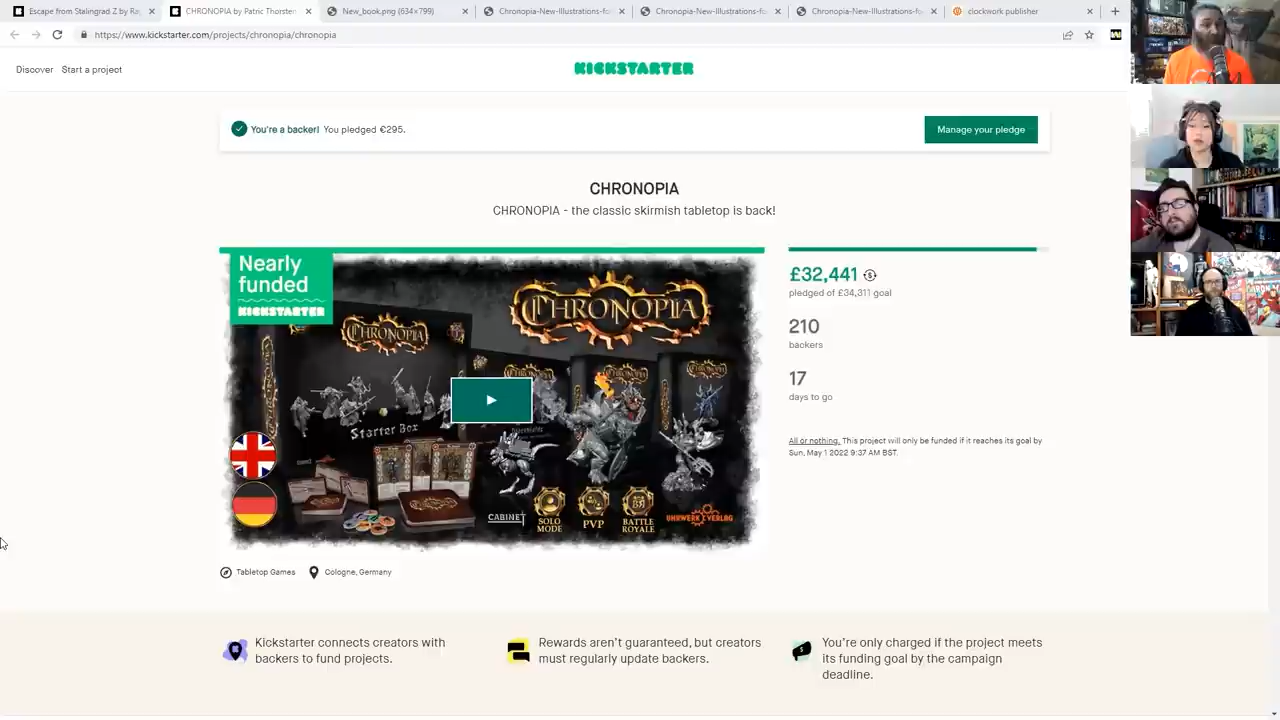 Escape from Stalingrad Z by Ra
CHRONOPIA by Patric Thorsten
New_book.png (634×799)
Chronopia-New-Illustrations-fo
Chronopia-New-Illustrations-fo
Chronopia-New-Illustrations-fo
clockwork publisher
https://www.kickstarter.com/projects/chronopia/chronopia
Discover
Start a project
KICKSTARTER
You're a backer! You pledged €295.
Manage your pledge
CHRONOPIA
CHRONOPIA - the classic skirmish tabletop is back!
Nearly
funded
KICKSTARTER
CHRONOPIA
CHRONOPIA
CHRONOPIA
CHRONOPIA
CHRONOPIA
Starter Box
CABINET
SOLO
MODE
PVP
BATTLE
ROYALE
UHRWERK VERLAG
£32,441
pledged of £34,311 goal
210
backers
17
days to go
All or nothing. This project will only be funded if it reaches its goal by
Sun, May 1 2022 9:37 AM BST.
Tabletop Games
Cologne, Germany
Kickstarter connects creators with
backers to fund projects.
Rewards aren't guaranteed, but creators
must regularly update backers.
You're only charged if the project meets
its funding goal by the campaign
deadline.